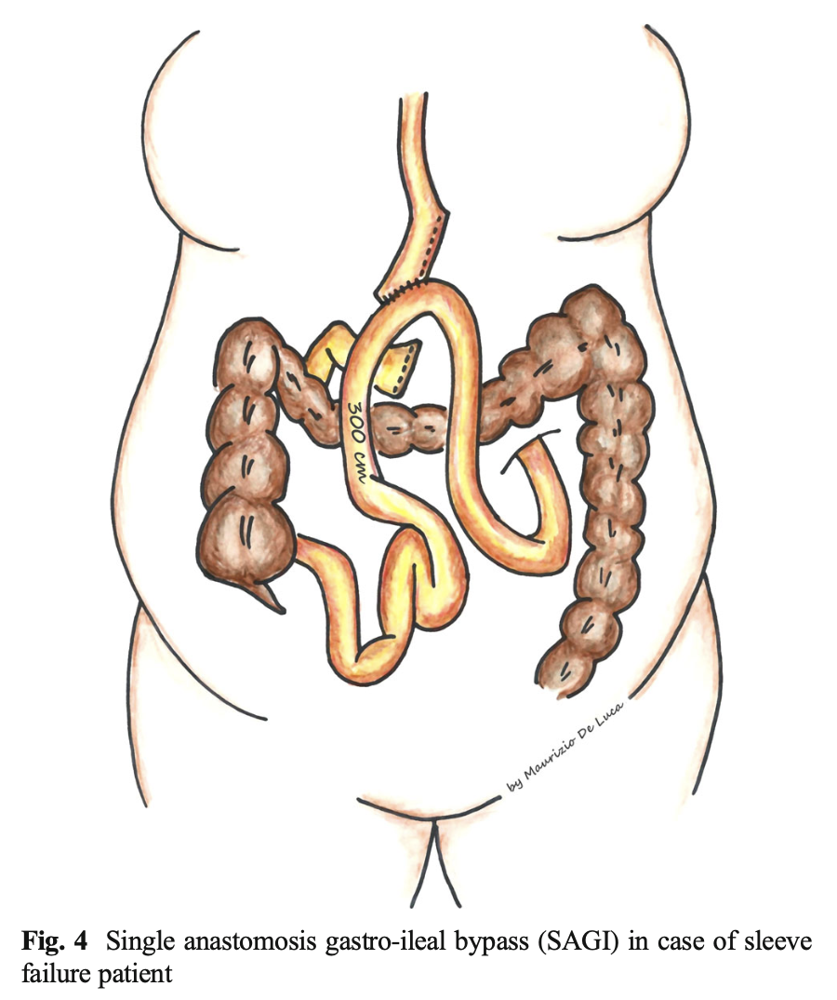 300 cm
by Maurizio De Luca
Fig. 4 Single anastomosis gastro-ileal bypass (SAGI) in case of sleeve
failure patient